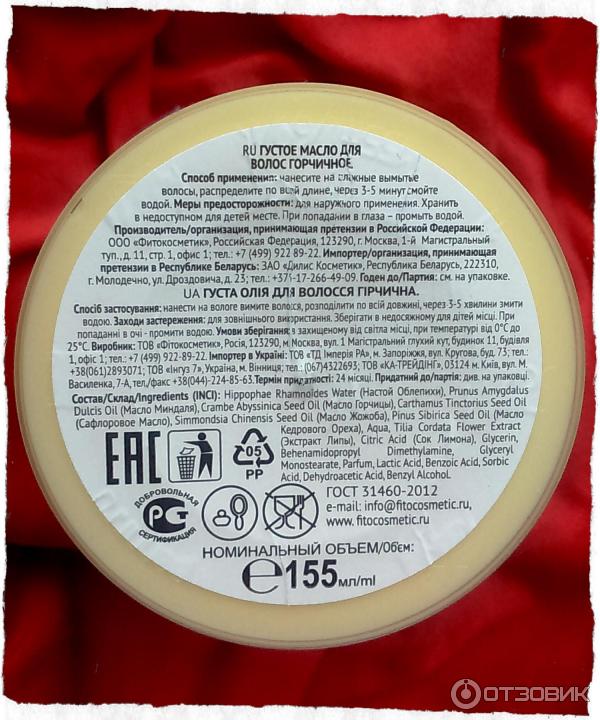 RU ГУСТОЕ МАСЛО ДЛЯ
ВОЛОС ГОРЧИЧНОЕ.
Способ применения: нанесите на влажные вымытые
волосы, распределите по всей длине, через 3-5 минут смойте
водой. Меры предосторожности: для наружного применения. Хранить
в недоступном для детей месте. При попадании в глаза – промыть водой.
Производитель/организация, принимающая претензии в Российской Федерации:
ООО «Фитокосметик», Российская Федерация, 123290, г. Москва, 1-й Магистральный
туп., д. 11, стр. 1, офис 1; тел.: +7 (499) 922 89-22. Импортер/организация, принимающая
претензии в Республике Беларусь: ЗАО «Дилис Косметик», Республика Беларусь, 222310,
г. Молодечно, ул. Дроздовича, д. 23, тел.: +375-17-266-49-09. Годен до/Партия: см. на упаковке.
UA ГУСТА ОЛІЯ ДЛЯ ВОЛОССЯ ГІРЧИЧНА.
Спосіб застосування: нанести на вологе вимите волосся, розподілити по всій довжині, через 3-5 хвилини змити
водою. Заходи застереження: для зовнішнього використання. Зберігати в недосяжному для дітей місці. При
попаданні в очі - промити водою. Умови зберігання: в захищеному від світла місці, при температурі від 0°С до
25°С. Виробник: ТОВ «Фітокосметик», Росія, 123290, м. Москва, вул. 1 Магістральний глухий кут, будинок 11, будівля
1, офіс 1; тел.: +7 (499) 922-89-22. Імпортер в Україні: ТОВ «ТД Імперія РА», м. Запоріжжя, вул. Кругова, буд. 73; тел.:
+38(061)2893071; ТОВ «Інгуз 7», Україна, м. Вінниця; тел.: (067)4322693; ТОВ «КА-ТРЕЙДІНГ», 03124 м. Київ, вул. М.
Василенка, 7-А, тел./факс +38(044)-224-85-63.Термін придатності: 24 місяці. Придатний до/партія: див. на упаковці.
Состав/Склад/Ingredients (INCI): Hippophae Rhamnoides Water (Настой Облепихи), Prunus Amygdalus
Dulcis Oil (Масло Миндаля), Crambe Abyssinica Seed Oil (Масло Горчицы), Carthamus Tinctorius Seed Oil
(Сафлоровое Масло), Simmondsia Chinensis Seed Oil (Масло Жожоба), Pinus Sibirica Seed Oil (Масло
Кедрового Ореха), Aqua, Tilia Cordata Flower Extract
(Экстракт Липы), Citric Acid (Сок Лимона), Glycerin,
Behenamidopropyl Dimethylamine, Glyceryl
Monostearate, Parfum, Lactic Acid, Benzoic Acid, Sorbic
Acid, Dehydroacetic Acid, Benzyl Alcohol.
EAC
05
PP
ДОБРОВОЛЬНАЯ
РСТ
СЕРТИФИКАЦИЯ
ГОСТ 31460-2012
e-mail: info@fitocosmetic.ru
www.fitocosmetic.ru
НОМИНАЛЬНЫЙ ОБЪЕМ/Обєм:
℮155мл/ml
ОТЗОВИК